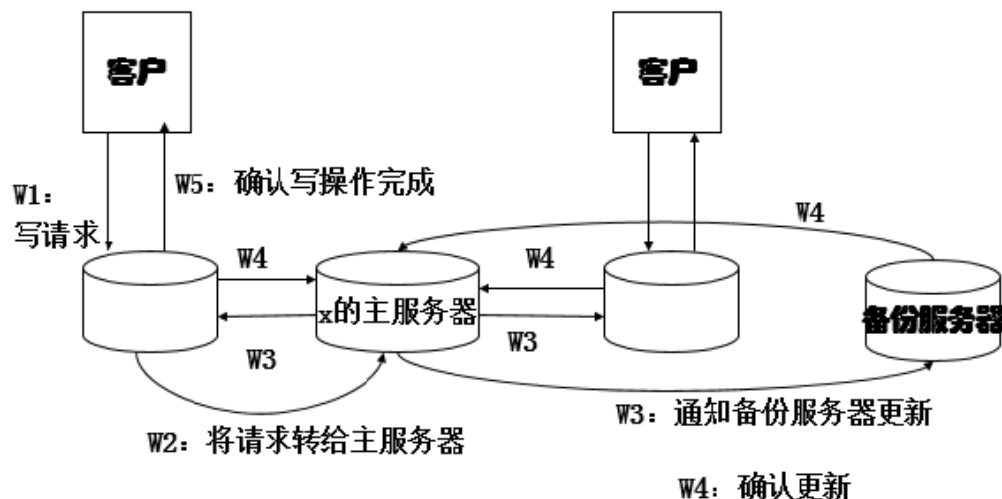 客户
客户
W1：
写请求
W5：确认写操作完成
W4
W4
W4
x的主服务器
备份服务器
W3
W3
W2：将请求转给主服务器
W3：通知备份服务器更新
W4：确认更新